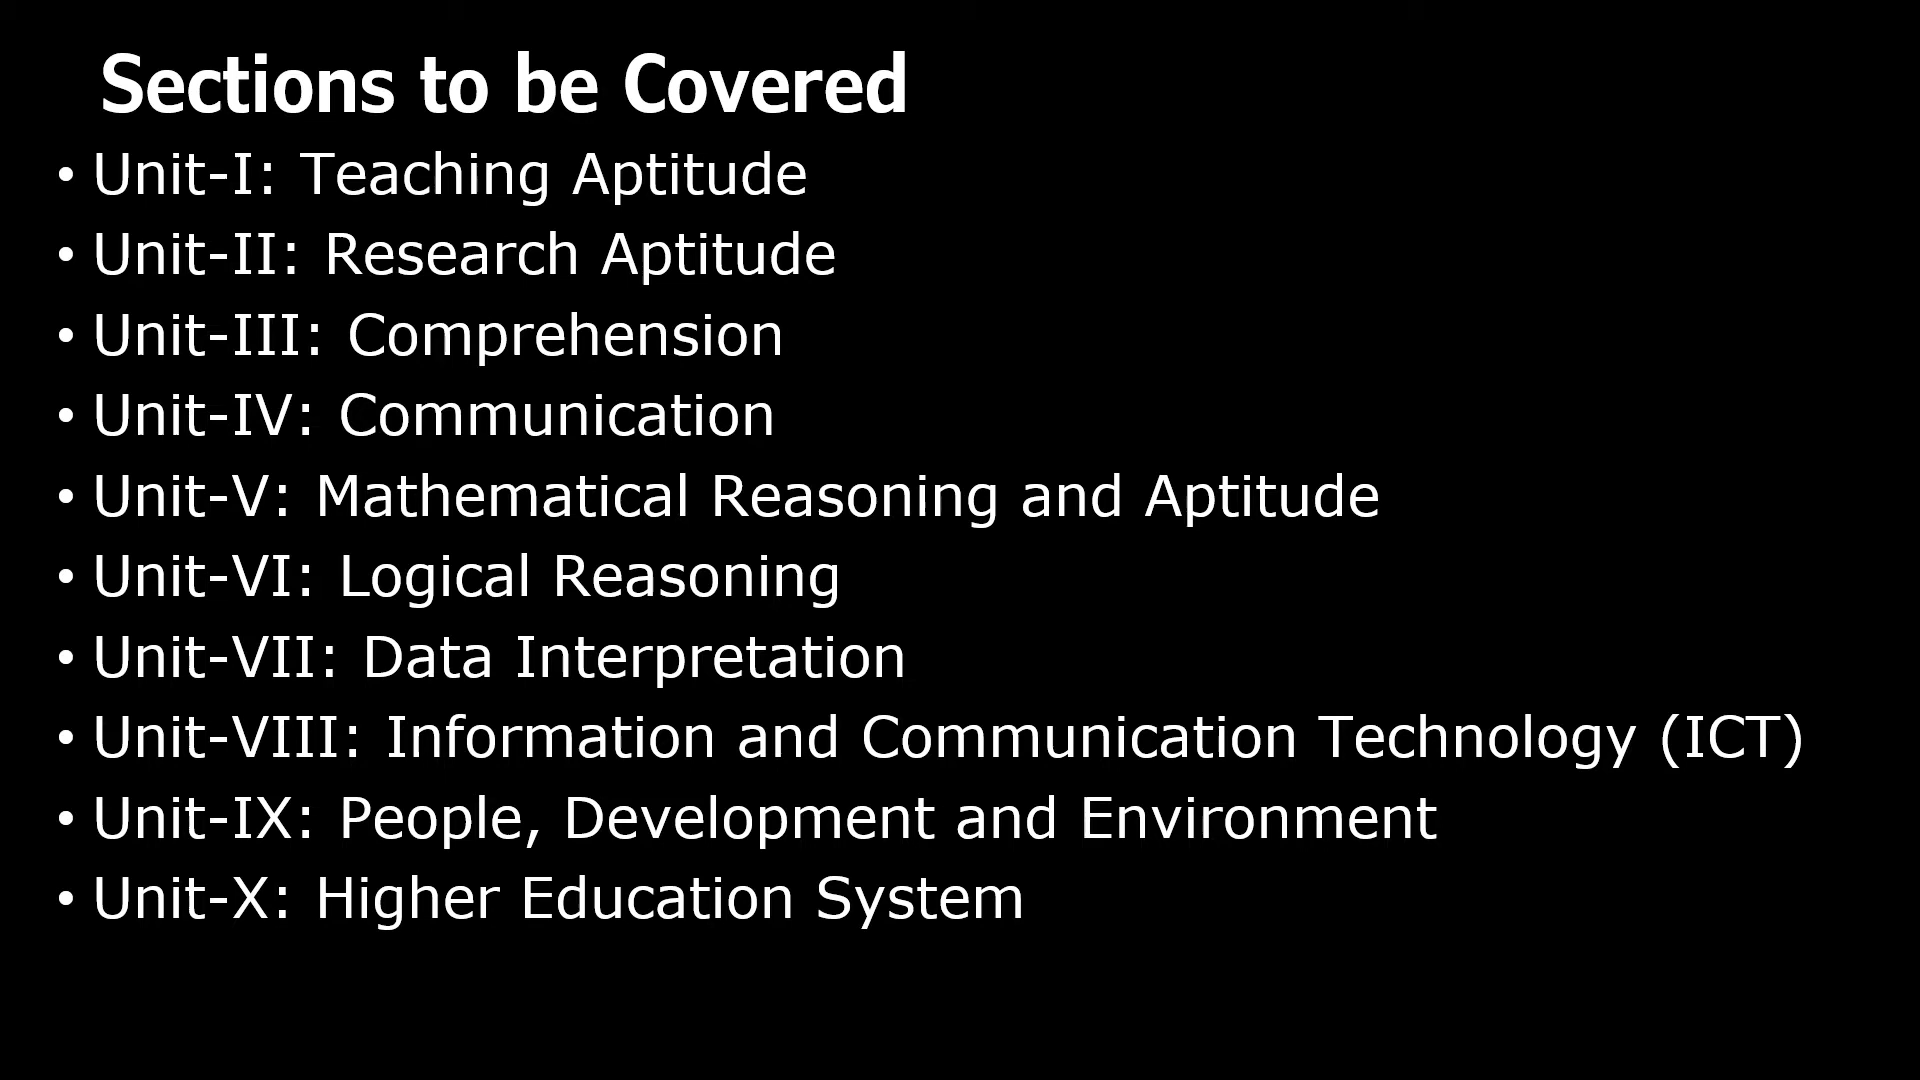 Sections to be Covered
• Unit-I: Teaching Aptitude
• Unit-II: Research Aptitude
• Unit-III: Comprehension
• Unit-IV: Communication
• Unit-V: Mathematical Reasoning and Aptitude
• Unit-VI: Logical Reasoning
• Unit-VII: Data Interpretation
• Unit-VIII: Information and Communication Technology (ICT)
• Unit-IX: People, Development and Environment
• Unit-X: Higher Education System